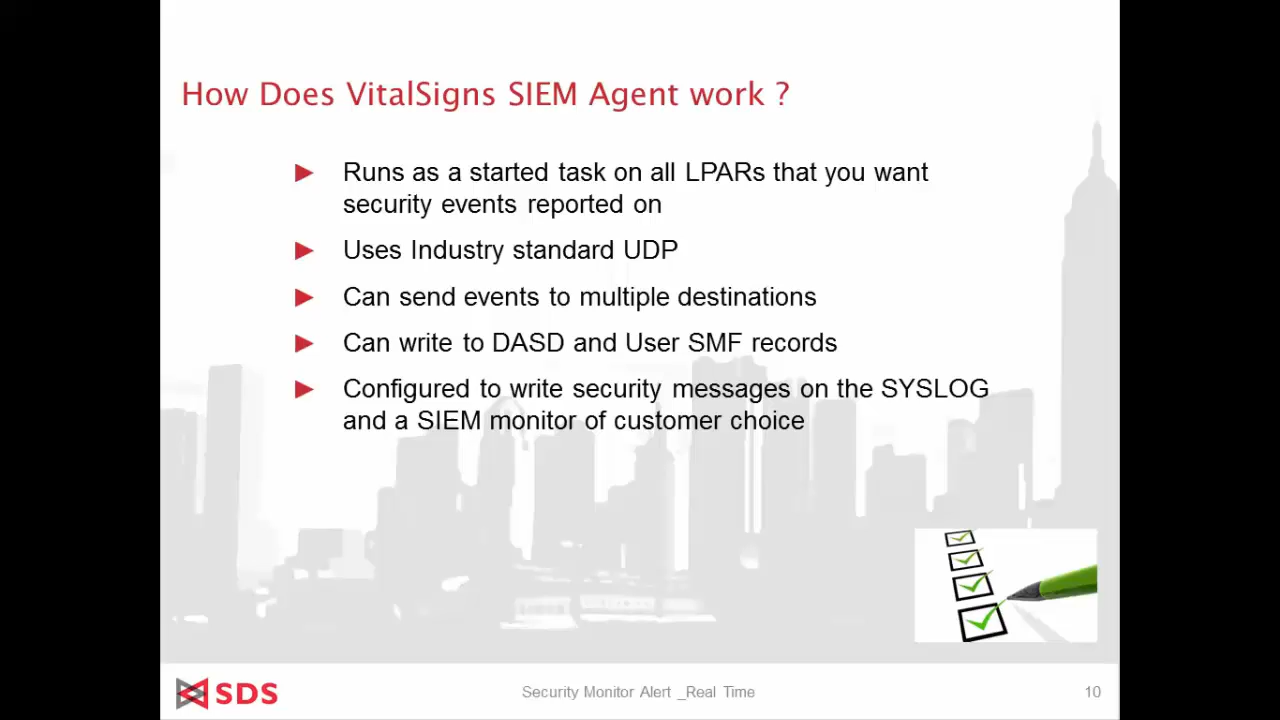 How Does VitalSigns SIEM Agent work ?
Runs as a started task on all LPARs that you want
security events reported on
Uses Industry standard UDP
Can send events to multiple destinations
Can write to DASD and User SMF records
Configured to write security messages on the SYSLOG
and a SIEM monitor of customer choice
SDS
Security Monitor Alert _Real Time
10